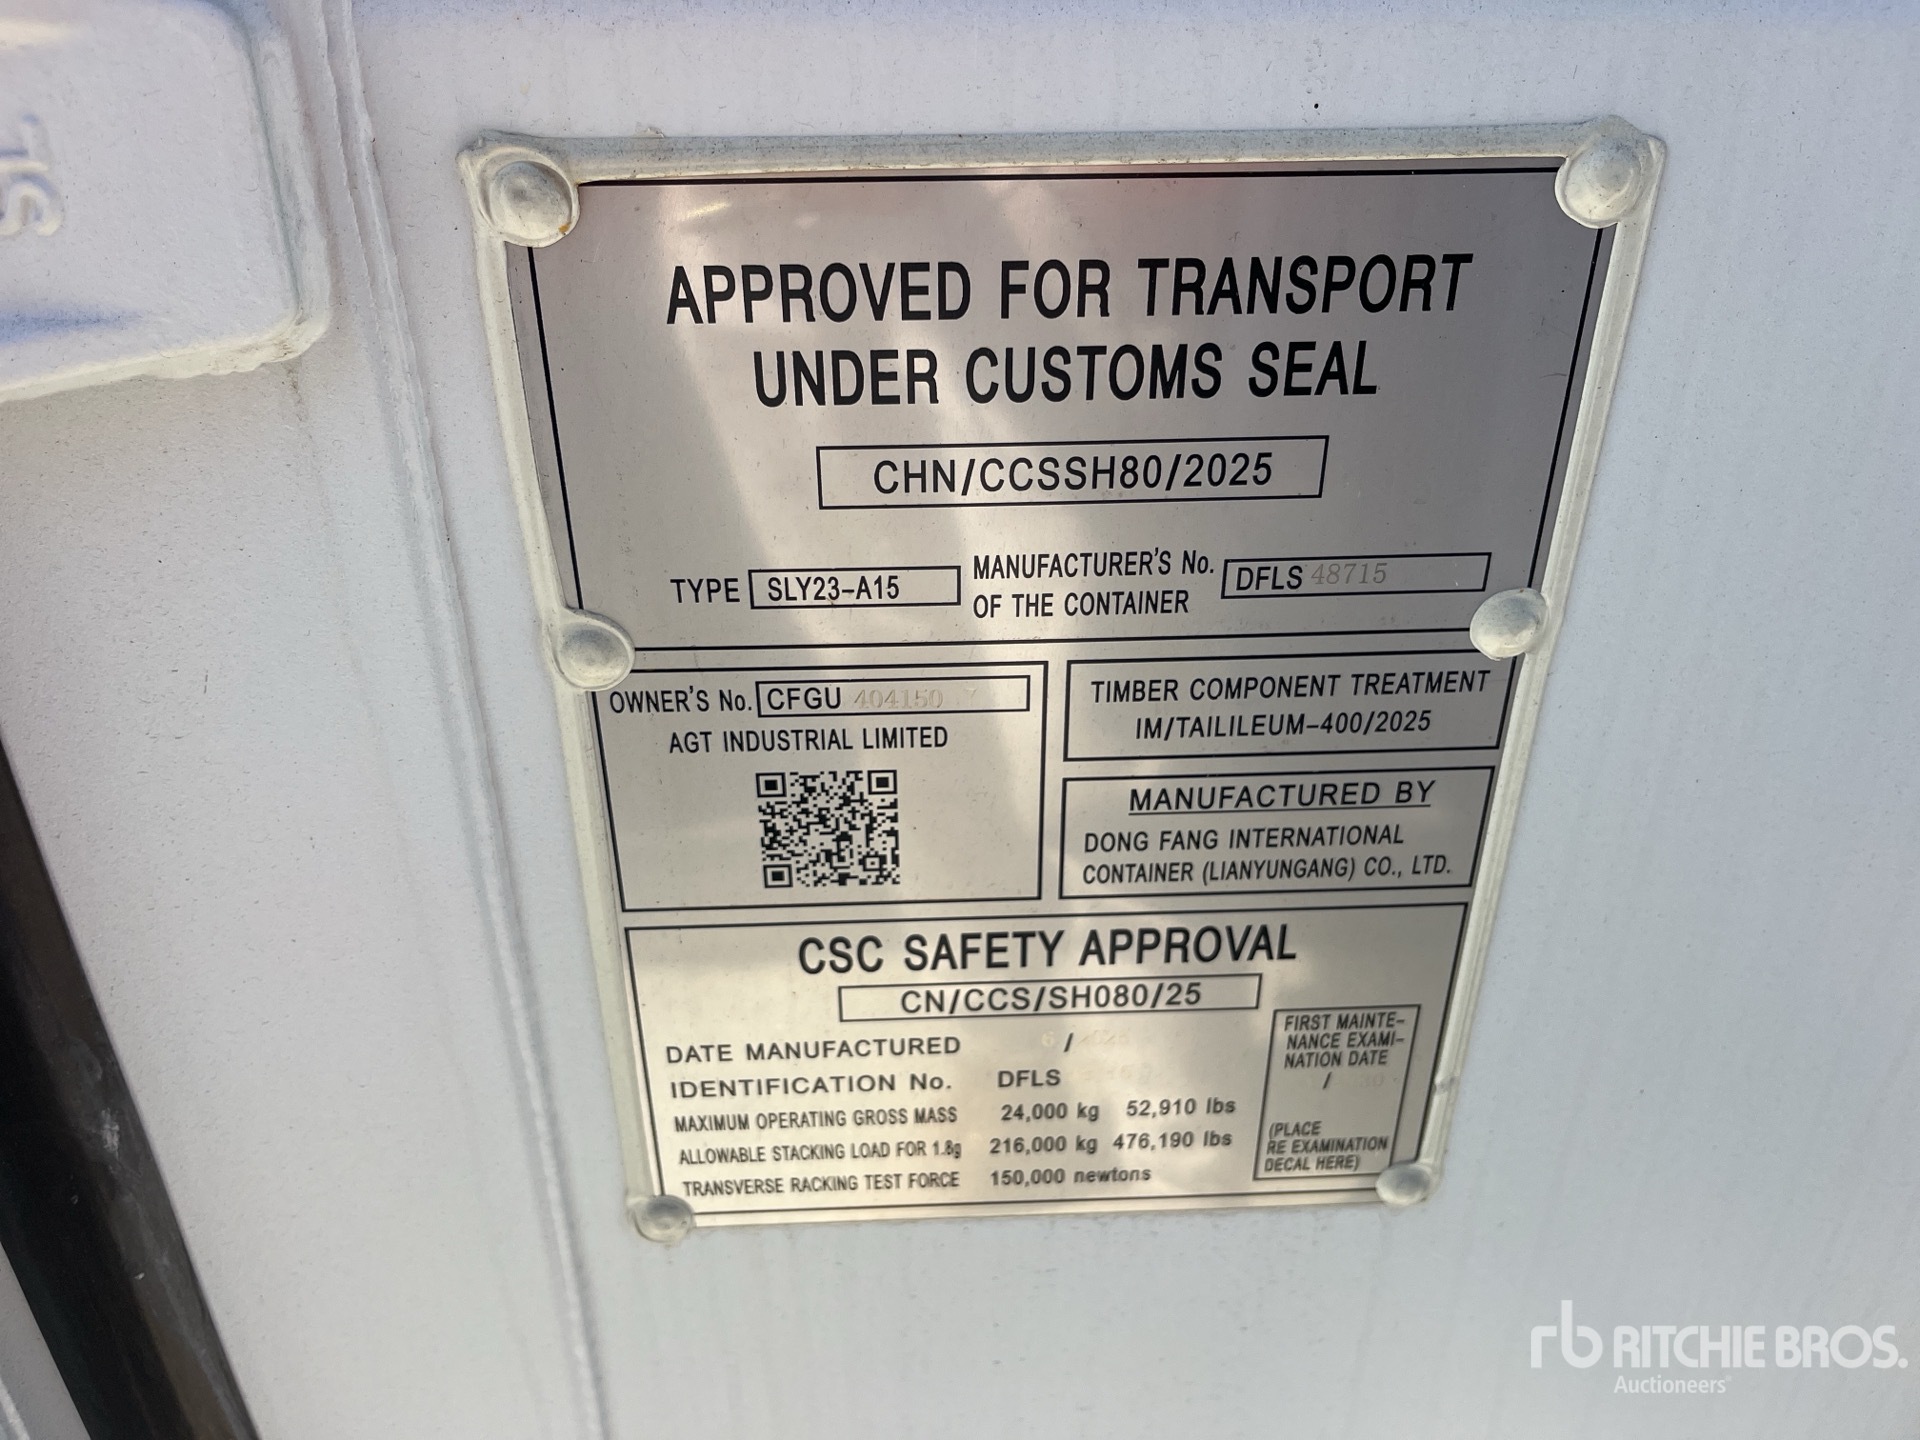 APPROVED FOR TRANSPORT
UNDER CUSTOMS SEAL
CHN/CCSSH80/2025
TYPE SLY23-A15
MANUFACTURER'S No.
OF THE CONTAINER
DFLS 48715
OWNER'S No. CFGU 404150 7
AGT INDUSTRIAL LIMITED
TIMBER COMPONENT TREATMENT
IM/TAILILEUM-400/2025
MANUFACTURED BY
DONG FANG INTERNATIONAL
CONTAINER (LIANYUNGANG) CO., LTD.
CSC SAFETY APPROVAL
CN/CCS/SH080/25
DATE MANUFACTURED /
IDENTIFICATION No. DFLS
MAXIMUM OPERATING GROSS MASS 24,000 kg 52,910 lbs
ALLOWABLE STACKING LOAD FOR 1.8g 216,000 kg 476,190 lbs
TRANSVERSE RACKING TEST FORCE 150,000 newtons
FIRST MAINTE-
NANCE EXAMI-
NATION DATE
/
(PLACE
RE EXAMINATION
DECAL HERE)
rb RITCHIE BROS.
Auctioneers